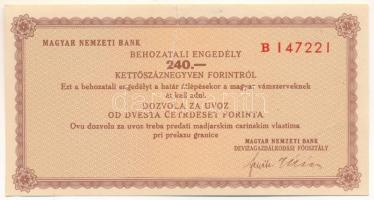 MAGYAR NEMZETI BANK
B 147221
BEHOZATALI ENGEDÉLY
240.—
KETTŐSZÁZNEGYVEN FORINTRÓL
Ezt a behozatali engedélyt a határ átlépésekor a magyar vámszerveknek
át kell adni.
DOZVOLA ZA UVOZ
OD DVESTA ČETRDESET FORINTA
Ovu dozvolu za uvoz treba predati madjarskim carinskim vlastima
pri prelazu granice
MAGYAR NEMZETI BANK
DEVIZAGAZDÁLKODÁSI FŐOSZTÁLY